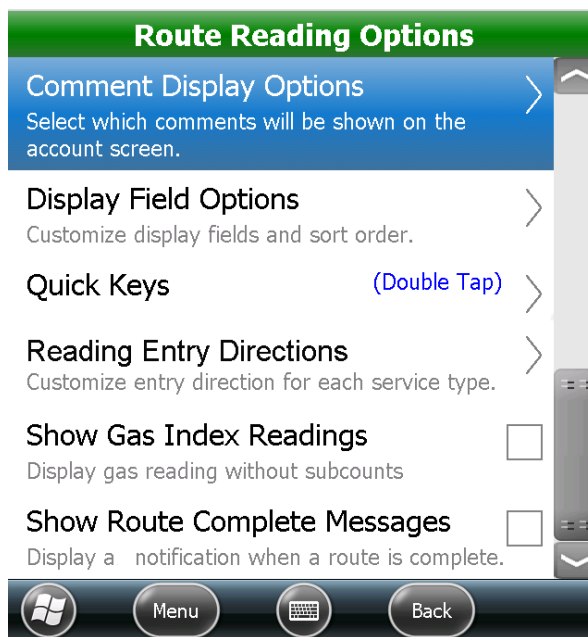 Route Reading Options
Comment Display Options
Select which comments will be shown on the
account screen.
Display Field Options
Customize display fields and sort order.
Quick Keys (Double Tap)
Reading Entry Directions
Customize entry direction for each service type.
Show Gas Index Readings
Display gas reading without subcounts
Show Route Complete Messages
Display a notification when a route is complete.
Menu Back